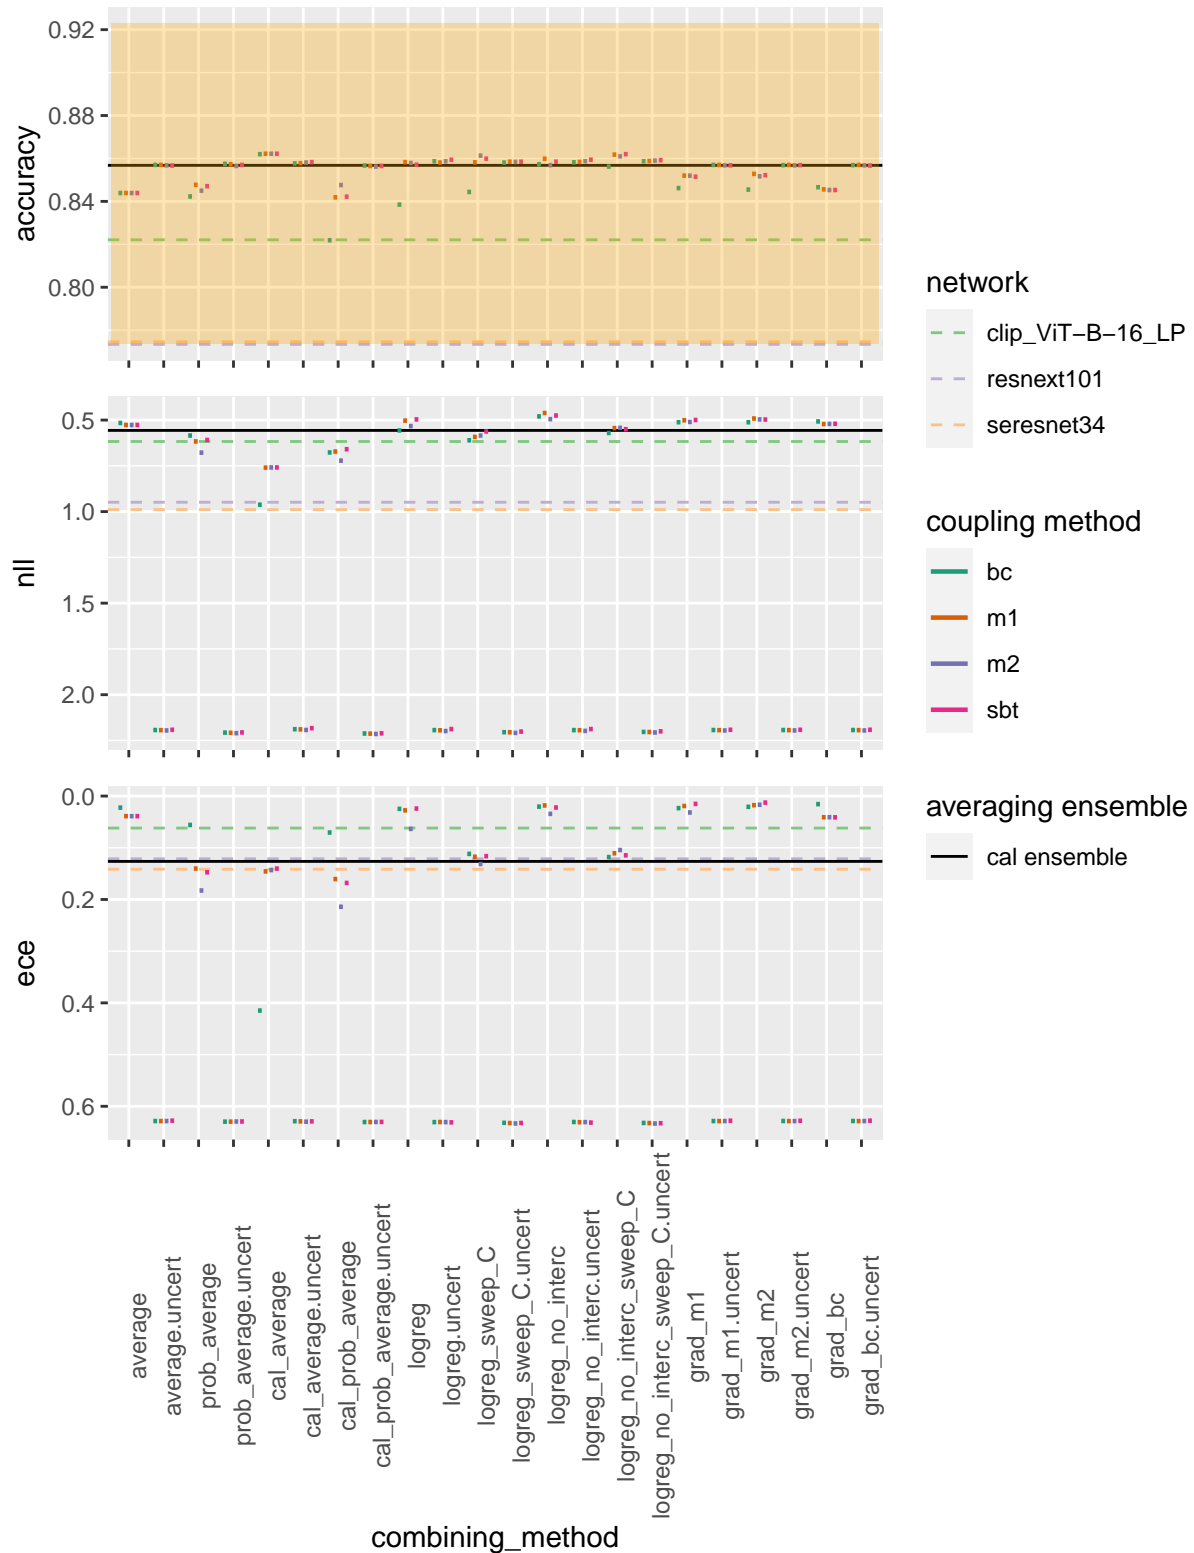 accuracy
0.92
0.88
0.84
0.80
nll
0.5
1.0
1.5
2.0
ece
0.0
0.2
0.4
0.6
average
average.uncert
prob_average
prob_average.uncert
cal_average
cal_average.uncert
cal_prob_average
cal_prob_average.uncert
logreg
logreg.uncert
logreg_sweep_C
logreg_sweep_C.uncert
logreg_no_interc
logreg_no_interc.uncert
logreg_no_interc_sweep_C
logreg_no_interc_sweep_C.uncert
grad_m1
grad_m1.uncert
grad_m2
grad_m2.uncert
grad_bc
grad_bc.uncert
combining_method
network
clip_ViT−B−16_LP
resnext101
seresnet34
coupling method
bc
m1
m2
sbt
averaging ensemble
cal ensemble